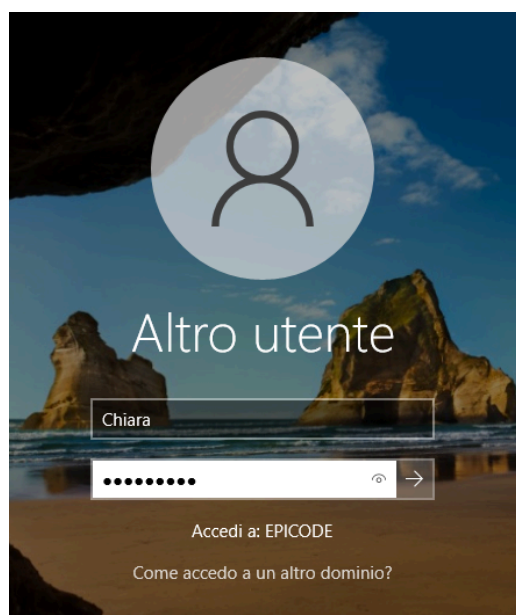 Altro utente
Chiara
●●●●●●●●●
Accedi a: EPICODE
Come accedo a un altro dominio?